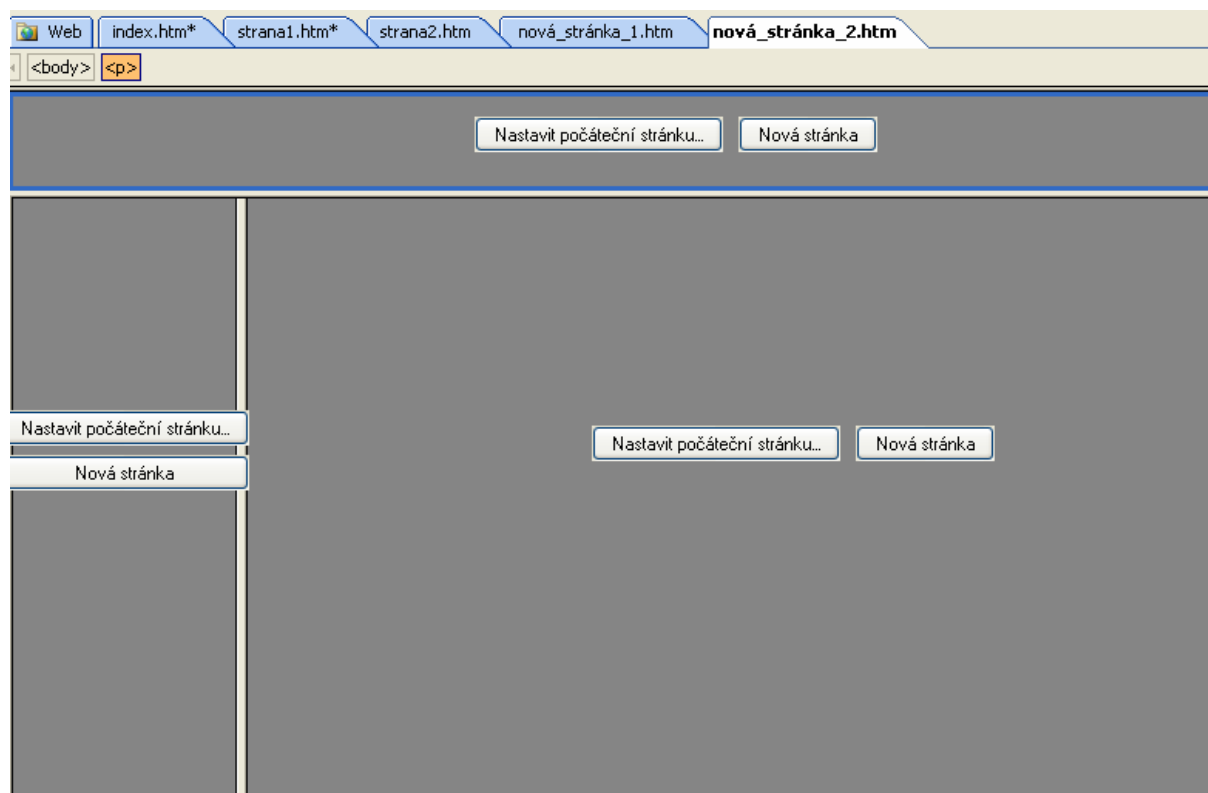 Web index.htm* strana1.htm* strana2.htm nová_stránka_1.htm nová_stránka_2.htm
<body> <p>
Nastavit počáteční stránku... Nová stránka
Nastavit počáteční stránku...
Nová stránka
Nastavit počáteční stránku... Nová stránka